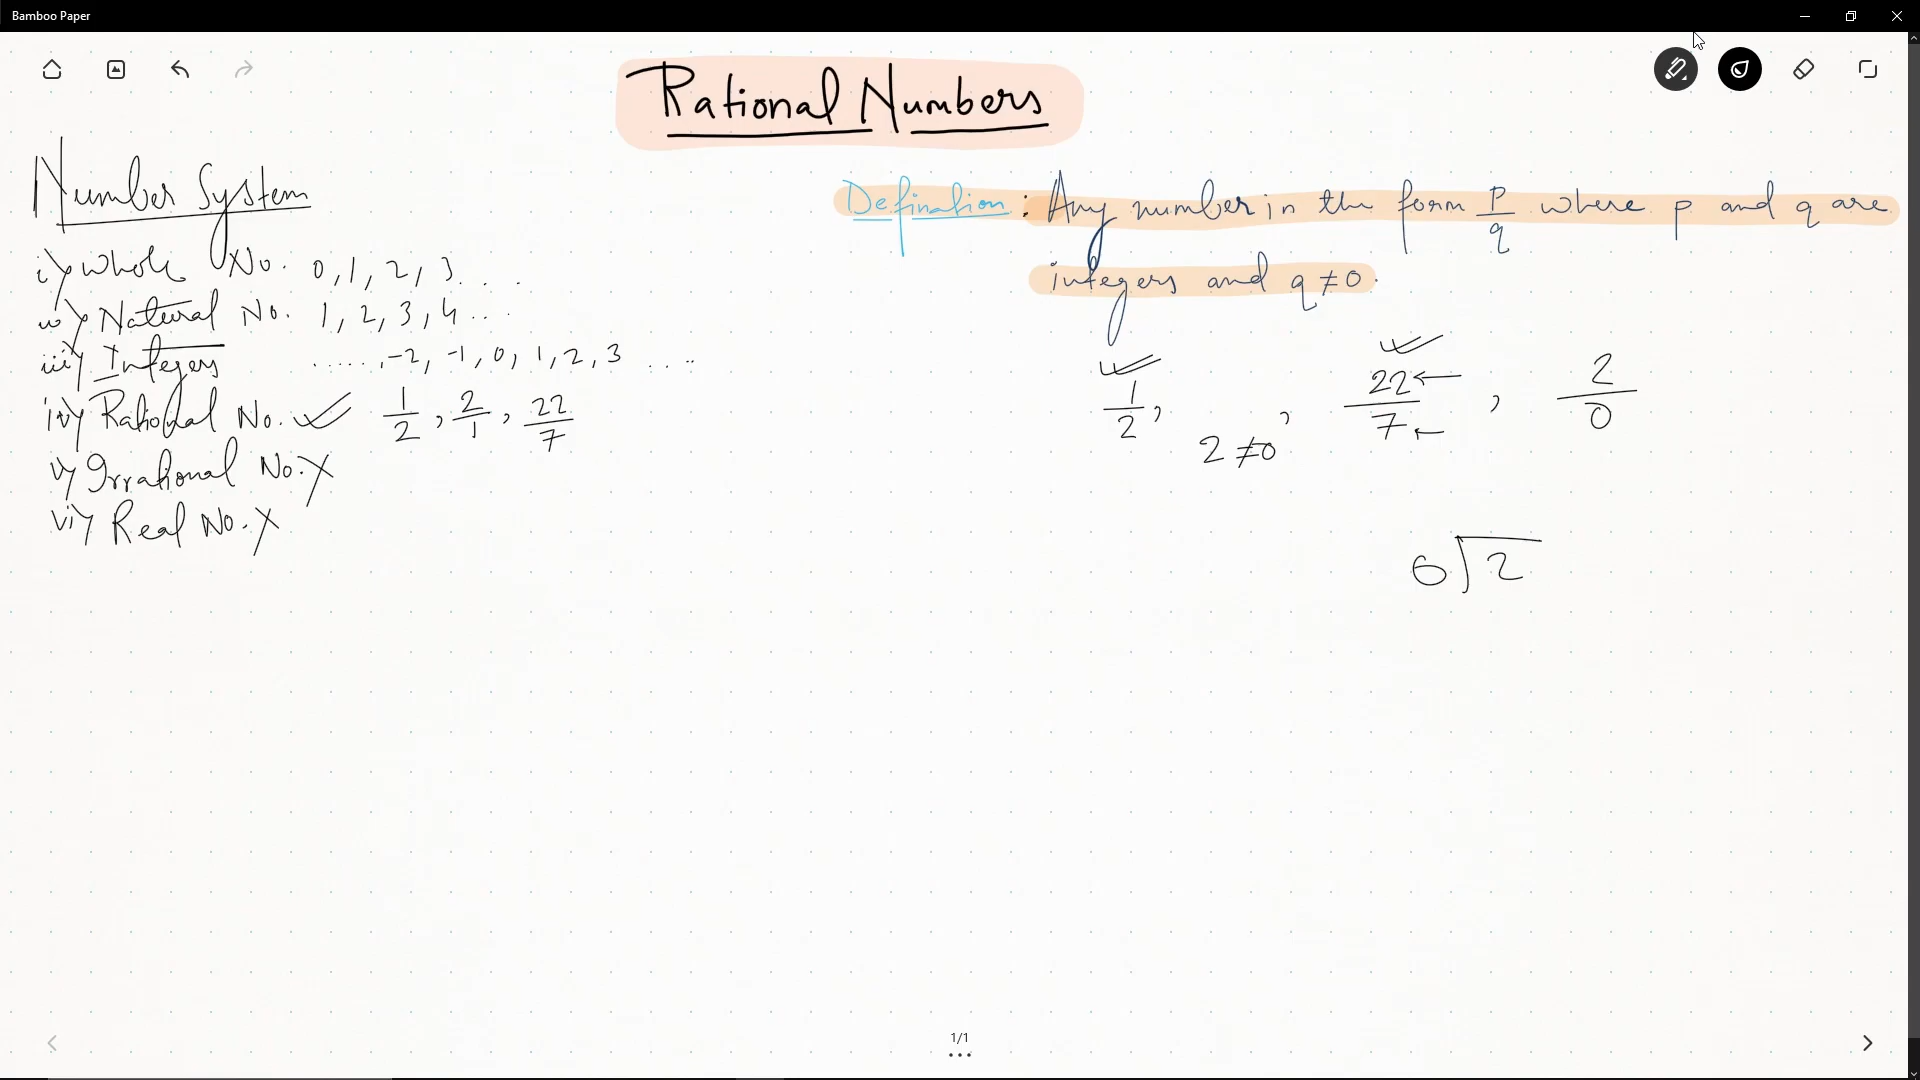 Bamboo Paper
Rational Numbers
Number System
i) Whole No. 0, 1, 2, 3. . . .
ii) Natural No. 1, 2, 3, 4 . . .
iii) Integers ....., -2, -1, 0, 1, 2, 3 ... ..
iv) Rational No. ✓ 1/2, 2/1, 22/7
v) Irrational No. X
vi) Real No. X
Defination : Any number in the form p/q where p and q are
integers and q ≠ 0.
✓ ✓
1/2, , 22/7 ← ← , 2/0
2 ≠ 0
6)2
1/1